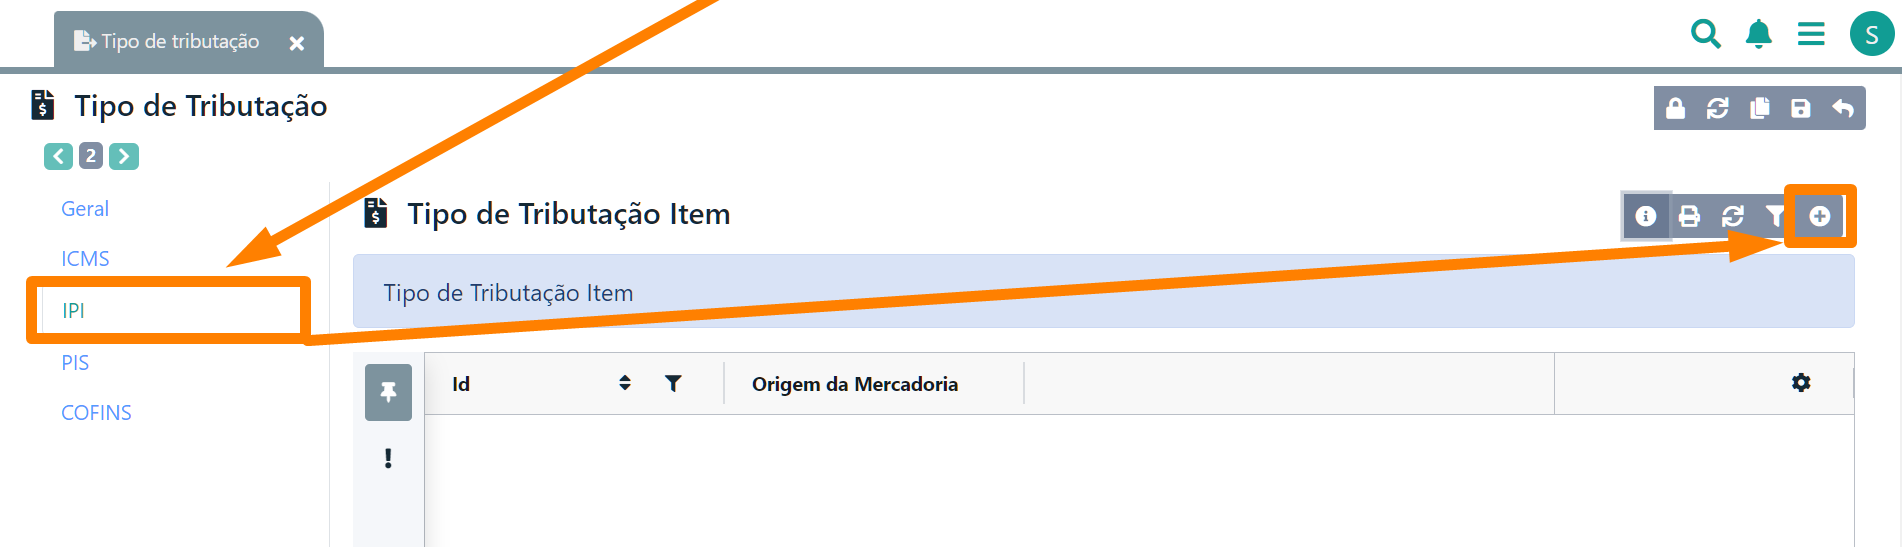 Tipo de tributação
S
Tipo de Tributação
2
Geral
ICMS
IPI
PIS
COFINS
Tipo de Tributação Item
Tipo de Tributação Item
Id
Origem da Mercadoria